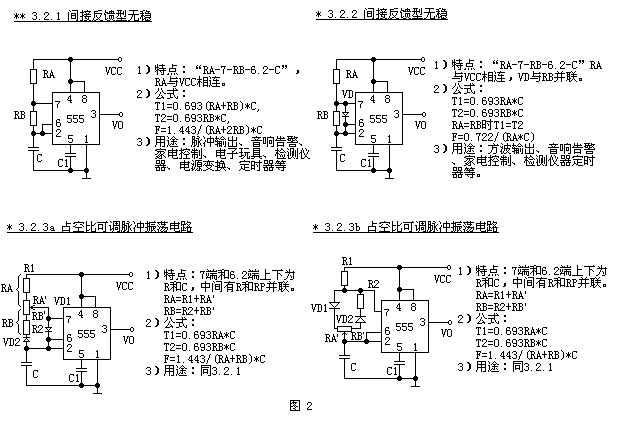 ** 3.2.1 间接反馈型无稳
RA
VCC
4 8
7
3
RB
6
2
555
VO
5 1
C
C1
1)特点：“RA-7-RB-6.2-C”，
RA与VCC相连。
2)公式：
T1=0.693(RA+RB)*C,
T2=0.693RB*C,
F=1.443/(RA+2RB)*C
3)用途：脉冲输出、音响告警、
家电控制、电子玩具、检测仪
器、电源变换、定时器等
* 3.2.2 间接反馈型无稳
RA
VCC
VD
4 8
7
3
RB
6
2
555
VO
5 1
C
C1
1)特点：“RA-7-RB-6.2-C”RA
与VCC相连,VD与RB并联。
2)公式：
T1=0.693RA*C
T2=0.693RB*C
RA=RB时T1=T2
F=0.722/(RA*C)
3)用途：方波输出、音响告警
、家电控制、检测仪器定时
器等。
* 3.2.3a 占空比可调脉冲振荡电路
R1
VCC
RA
RA'
VD1
4 8
RB'
7
3
RB
R2
6
2
555
VO
VD2
5 1
C
C1
1)特点：7端和6.2端上下为
R和C,中间有R和RP并联。
RA=R1+RA'
RB=R2+RB'
2)公式：
T1=0.693RA*C
T2=0.693RB*C
F=1.443/(RA+RB)*C
3)用途：同3.2.1
* 3.2.3b 占空比可调脉冲振荡电路
R1
VCC
R2
4 8
VD1
7
3
VD2
6
2
555
VO
RA'
RB'
5 1
C
C1
1)特点：7端和6.2端上下为
R和C,中间有R和RP并联。
RA=R1+RA'
RB=R2+RB'
2)公式：
T1=0.693RA*C
T2=0.693RB*C
F=1.443/(RA+RB)*C
3)用途：同3.2.1
图 2